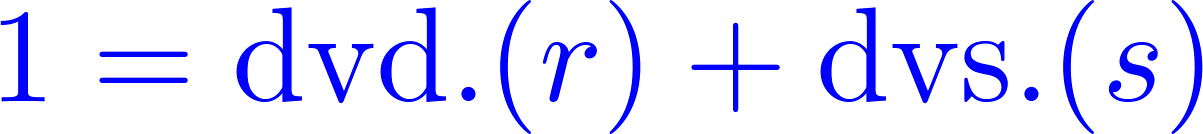 1 = dvd.(r) + dvs.(s)